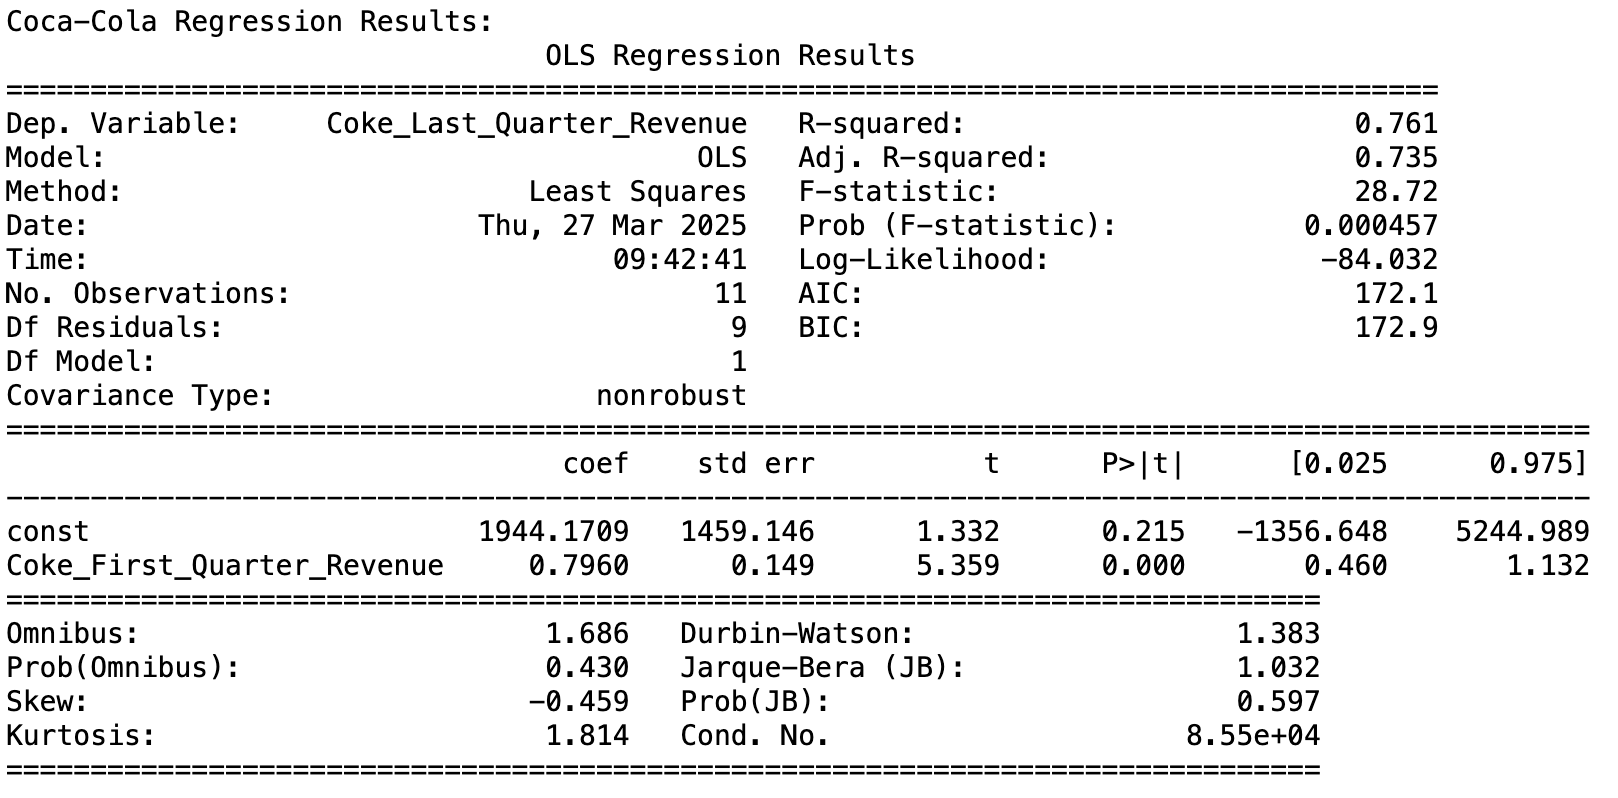 Coca-Cola Regression Results:
                                OLS Regression Results
=====================================================================================
Dep. Variable:     Coke_Last_Quarter_Revenue   R-squared:                       0.761
Model:                                   OLS   Adj. R-squared:                  0.735
Method:                        Least Squares   F-statistic:                     28.72
Date:                       Thu, 27 Mar 2025   Prob (F-statistic):           0.000457
Time:                               09:42:41   Log-Likelihood:                -84.032
No. Observations:                         11   AIC:                             172.1
Df Residuals:                              9   BIC:                             172.9
Df Model:                                  1
Covariance Type:                   nonrobust
==============================================================================================
                                 coef    std err          t      P>|t|      [0.025      0.975]
----------------------------------------------------------------------------------------------
const                       1944.1709   1459.146      1.332      0.215   -1356.648    5244.989
Coke_First_Quarter_Revenue     0.7960      0.149      5.359      0.000       0.460       1.132
==============================================================================
Omnibus:                        1.686   Durbin-Watson:                   1.383
Prob(Omnibus):                  0.430   Jarque-Bera (JB):                1.032
Skew:                          -0.459   Prob(JB):                        0.597
Kurtosis:                       1.814   Cond. No.                     8.55e+04
==============================================================================